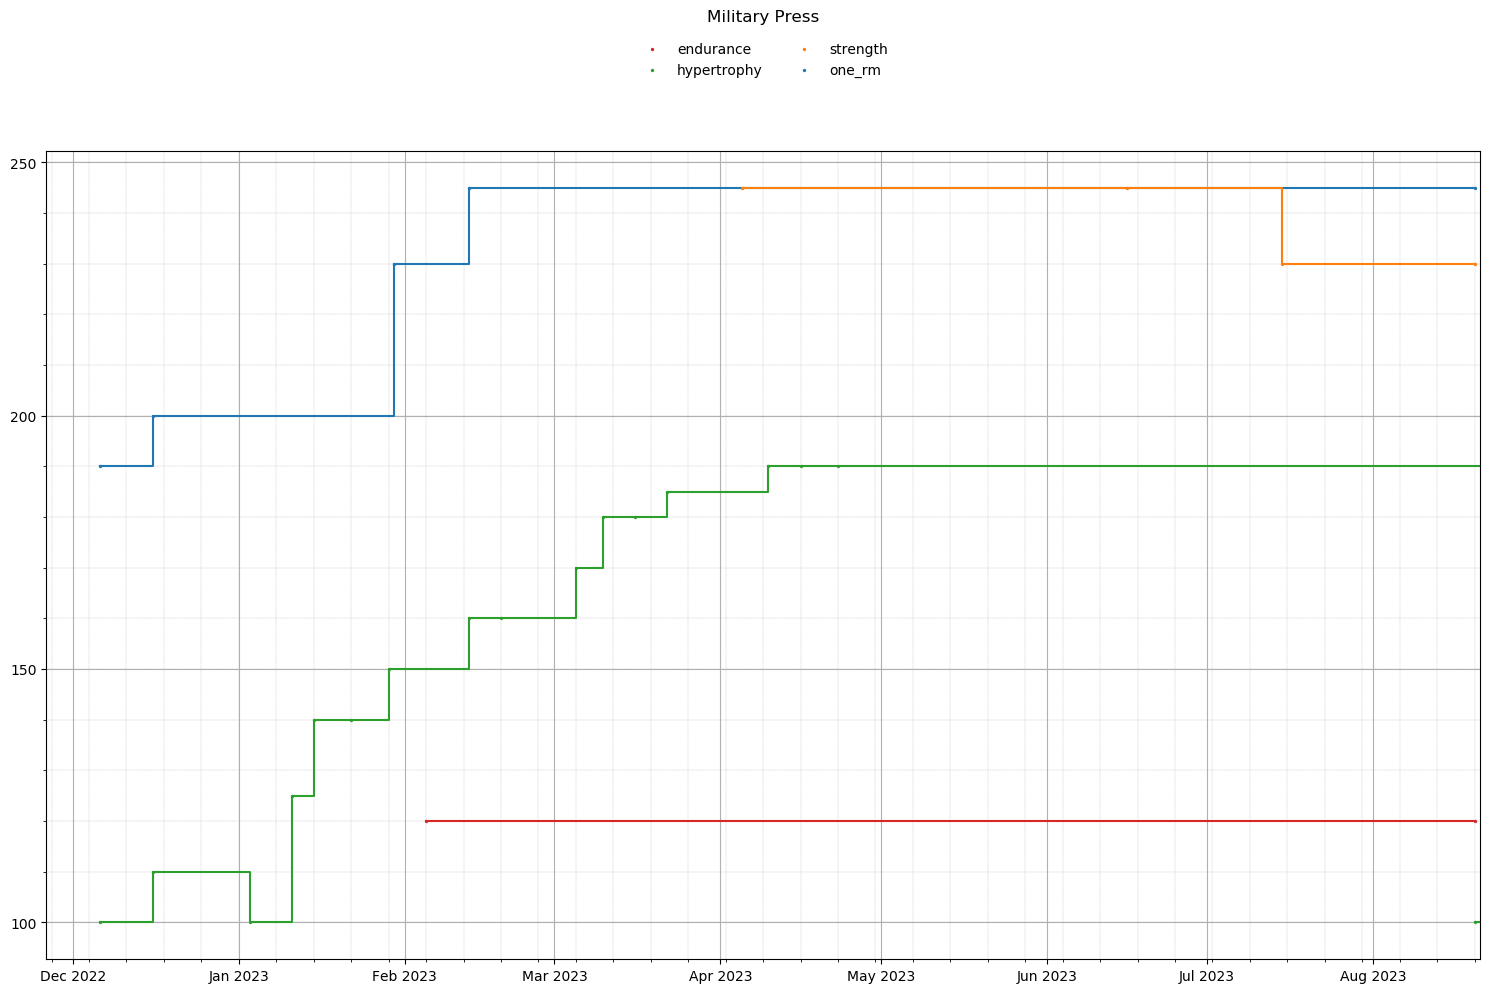 Military Press
endurance strength
hypertrophy one_rm
250
200
150
100
Dec 2022 Jan 2023 Feb 2023 Mar 2023 Apr 2023 May 2023 Jun 2023 Jul 2023 Aug 2023